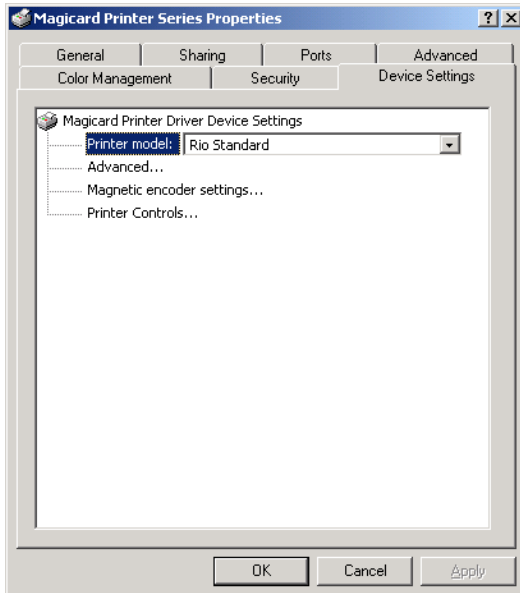 Magicard Printer Series Properties
General Sharing Ports Advanced
Color Management Security Device Settings
Magicard Printer Driver Device Settings
Printer model: Rio Standard
Advanced...
Magnetic encoder settings...
Printer Controls...
OK Cancel Apply